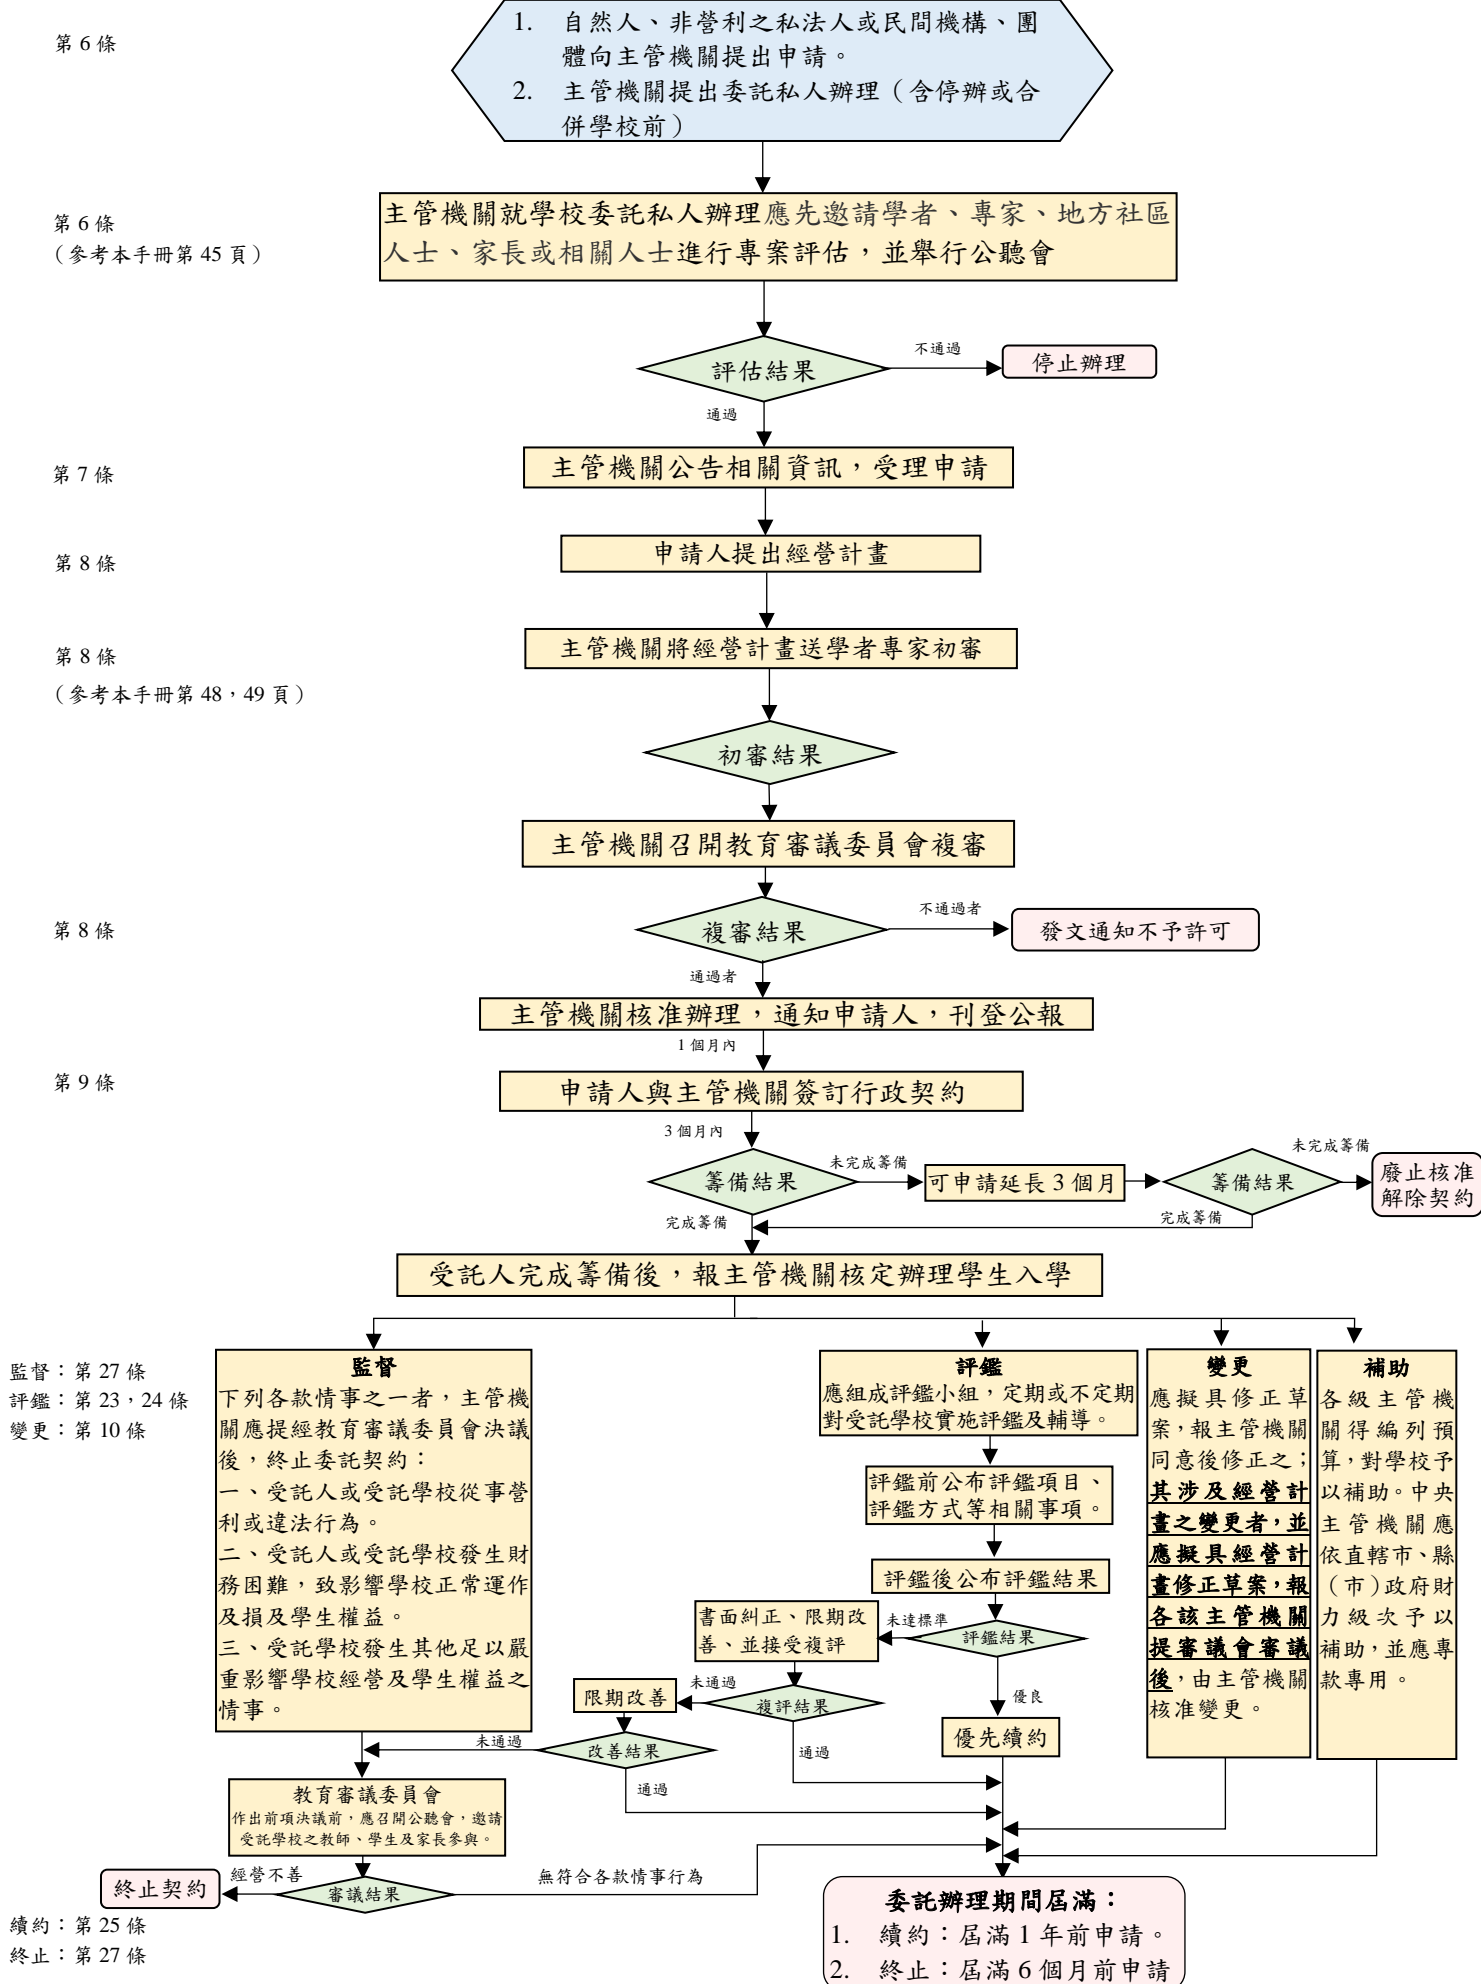 第 6 條
1. 自然人、非營利之私法人或民間機構、團
體向主管機關提出申請。
2. 主管機關提出委託私人辦理（含停辦或合
併學校前）
第 6 條
（參考本手冊第 45 頁）
主管機關就學校委託私人辦理應先邀請學者、專家、地方社區
人士、家長或相關人士進行專案評估，並舉行公聽會
評估結果
不通過
停止辦理
通過
第 7 條
主管機關公告相關資訊，受理申請
第 8 條
申請人提出經營計畫
第 8 條
（參考本手冊第 48，49 頁）
主管機關將經營計畫送學者專家初審
初審結果
主管機關召開教育審議委員會複審
第 8 條
複審結果
不通過者
發文通知不予許可
通過者
主管機關核准辦理，通知申請人，刊登公報
1 個月內
第 9 條
申請人與主管機關簽訂行政契約
3 個月內
籌備結果
未完成籌備
可申請延長 3 個月
籌備結果
未完成籌備
廢止核准
解除契約
完成籌備
完成籌備
受託人完成籌備後，報主管機關核定辦理學生入學
監督：第 27 條
評鑑：第 23，24 條
變更：第 10 條
監督
下列各款情事之一者，主管機
關應提經教育審議委員會決議
後，終止委託契約：
一、受託人或受託學校從事營
利或違法行為。
二、受託人或受託學校發生財
務困難，致影響學校正常運作
及損及學生權益。
三、受託學校發生其他足以嚴
重影響學校經營及學生權益之
情事。
評鑑
應組成評鑑小組，定期或不定期
對受託學校實施評鑑及輔導。
評鑑前公布評鑑項目、
評鑑方式等相關事項。
評鑑後公布評鑑結果
評鑑結果
未達標準
書面糾正、限期改
善、並接受複評
複評結果
未通過
限期改善
改善結果
未通過
通過
通過
優良
優先續約
變更
應擬具修正草
案，報主管機關
同意後修正之；
其涉及經營計
畫之變更者，並
應擬具經營計
畫修正草案，報
各該主管機關
提審議會審議
後，由主管機關
核准變更。
補助
各級主管機
關得編列預
算，對學校予
以補助。中央
主管機關應
依直轄市、縣
（市）政府財
力級次予以
補助，並應專
款專用。
教育審議委員會
作出前項決議前，應召開公聽會，邀請
受託學校之教師、學生及家長參與。
審議結果
經營不善
終止契約
無符合各款情事行為
續約：第 25 條
終止：第 27 條
委託辦理期間屆滿：
1. 續約：屆滿 1 年前申請。
2. 終止：屆滿 6 個月前申請